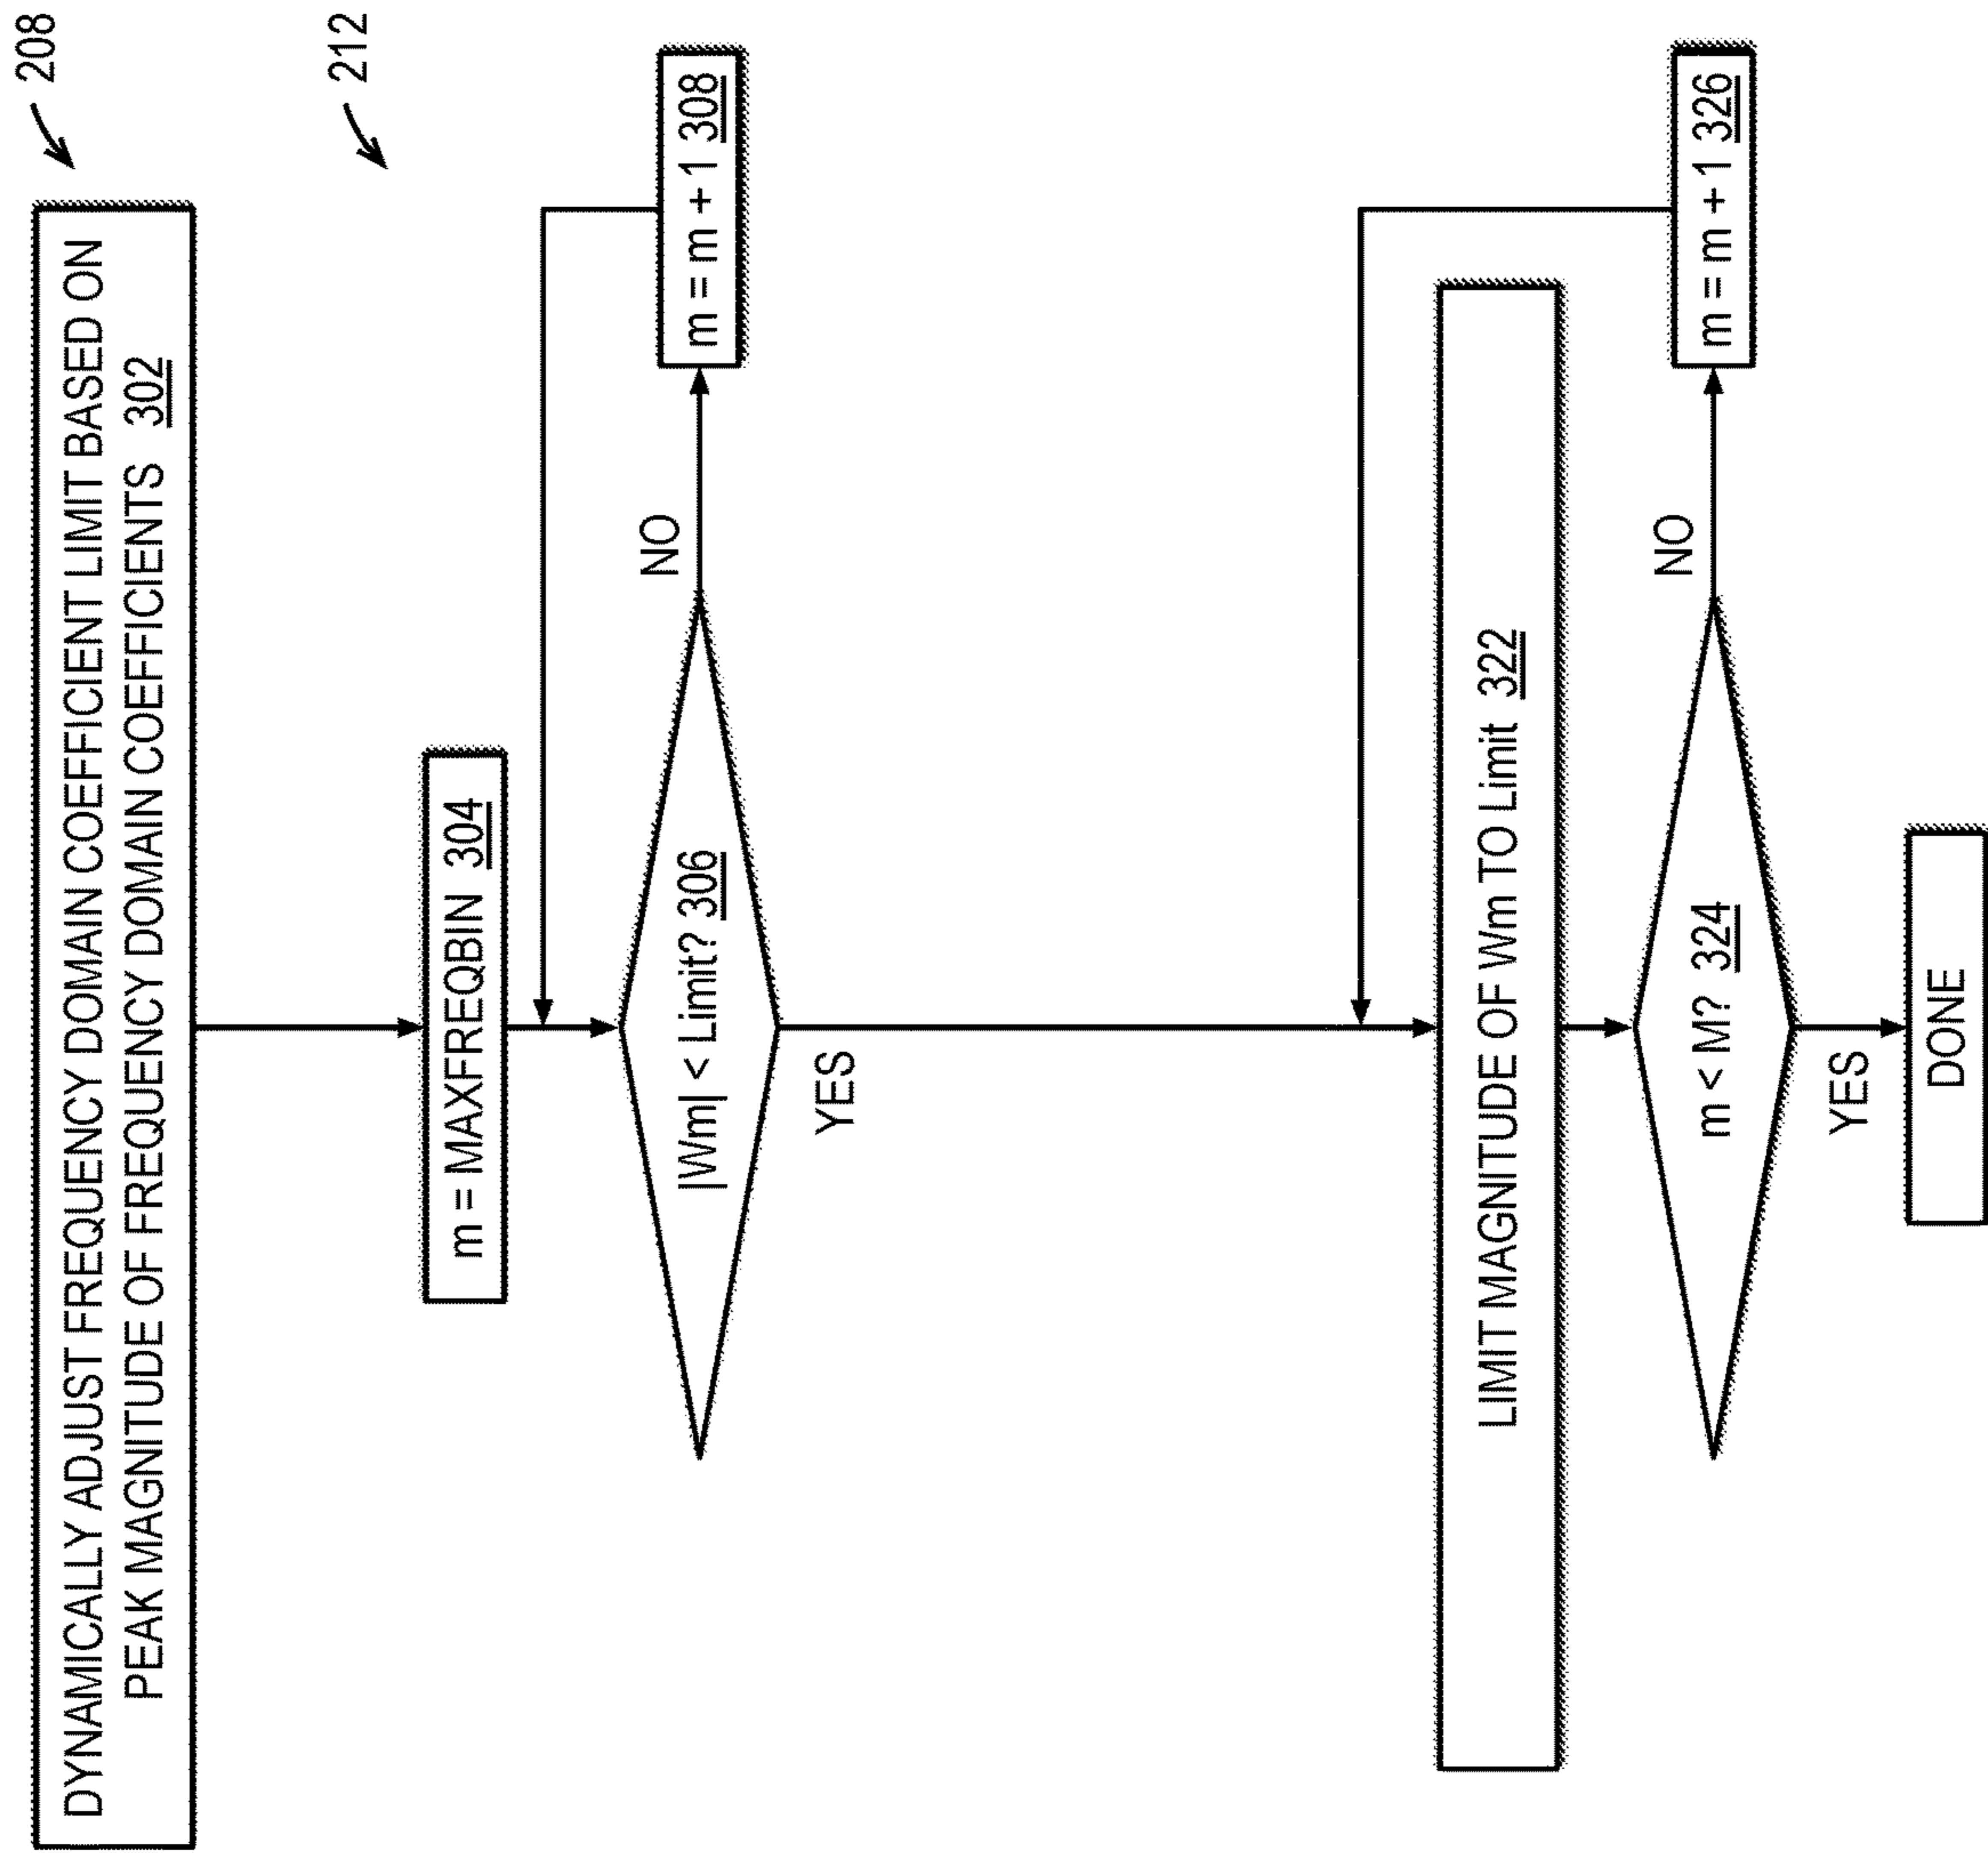 208
DYNAMICALLY ADJUST FREQUENCY DOMAIN COEFFICIENT LIMIT BASED ON
PEAK MAGNITUDE OF FREQUENCY DOMAIN COEFFICIENTS 302
212
m = MAXFREQBIN 304
|Wm| < Limit? 306
NO
m = m + 1 308
YES
LIMIT MAGNITUDE OF Wm TO Limit 322
m < M? 324
NO
m = m + 1 326
YES
DONE